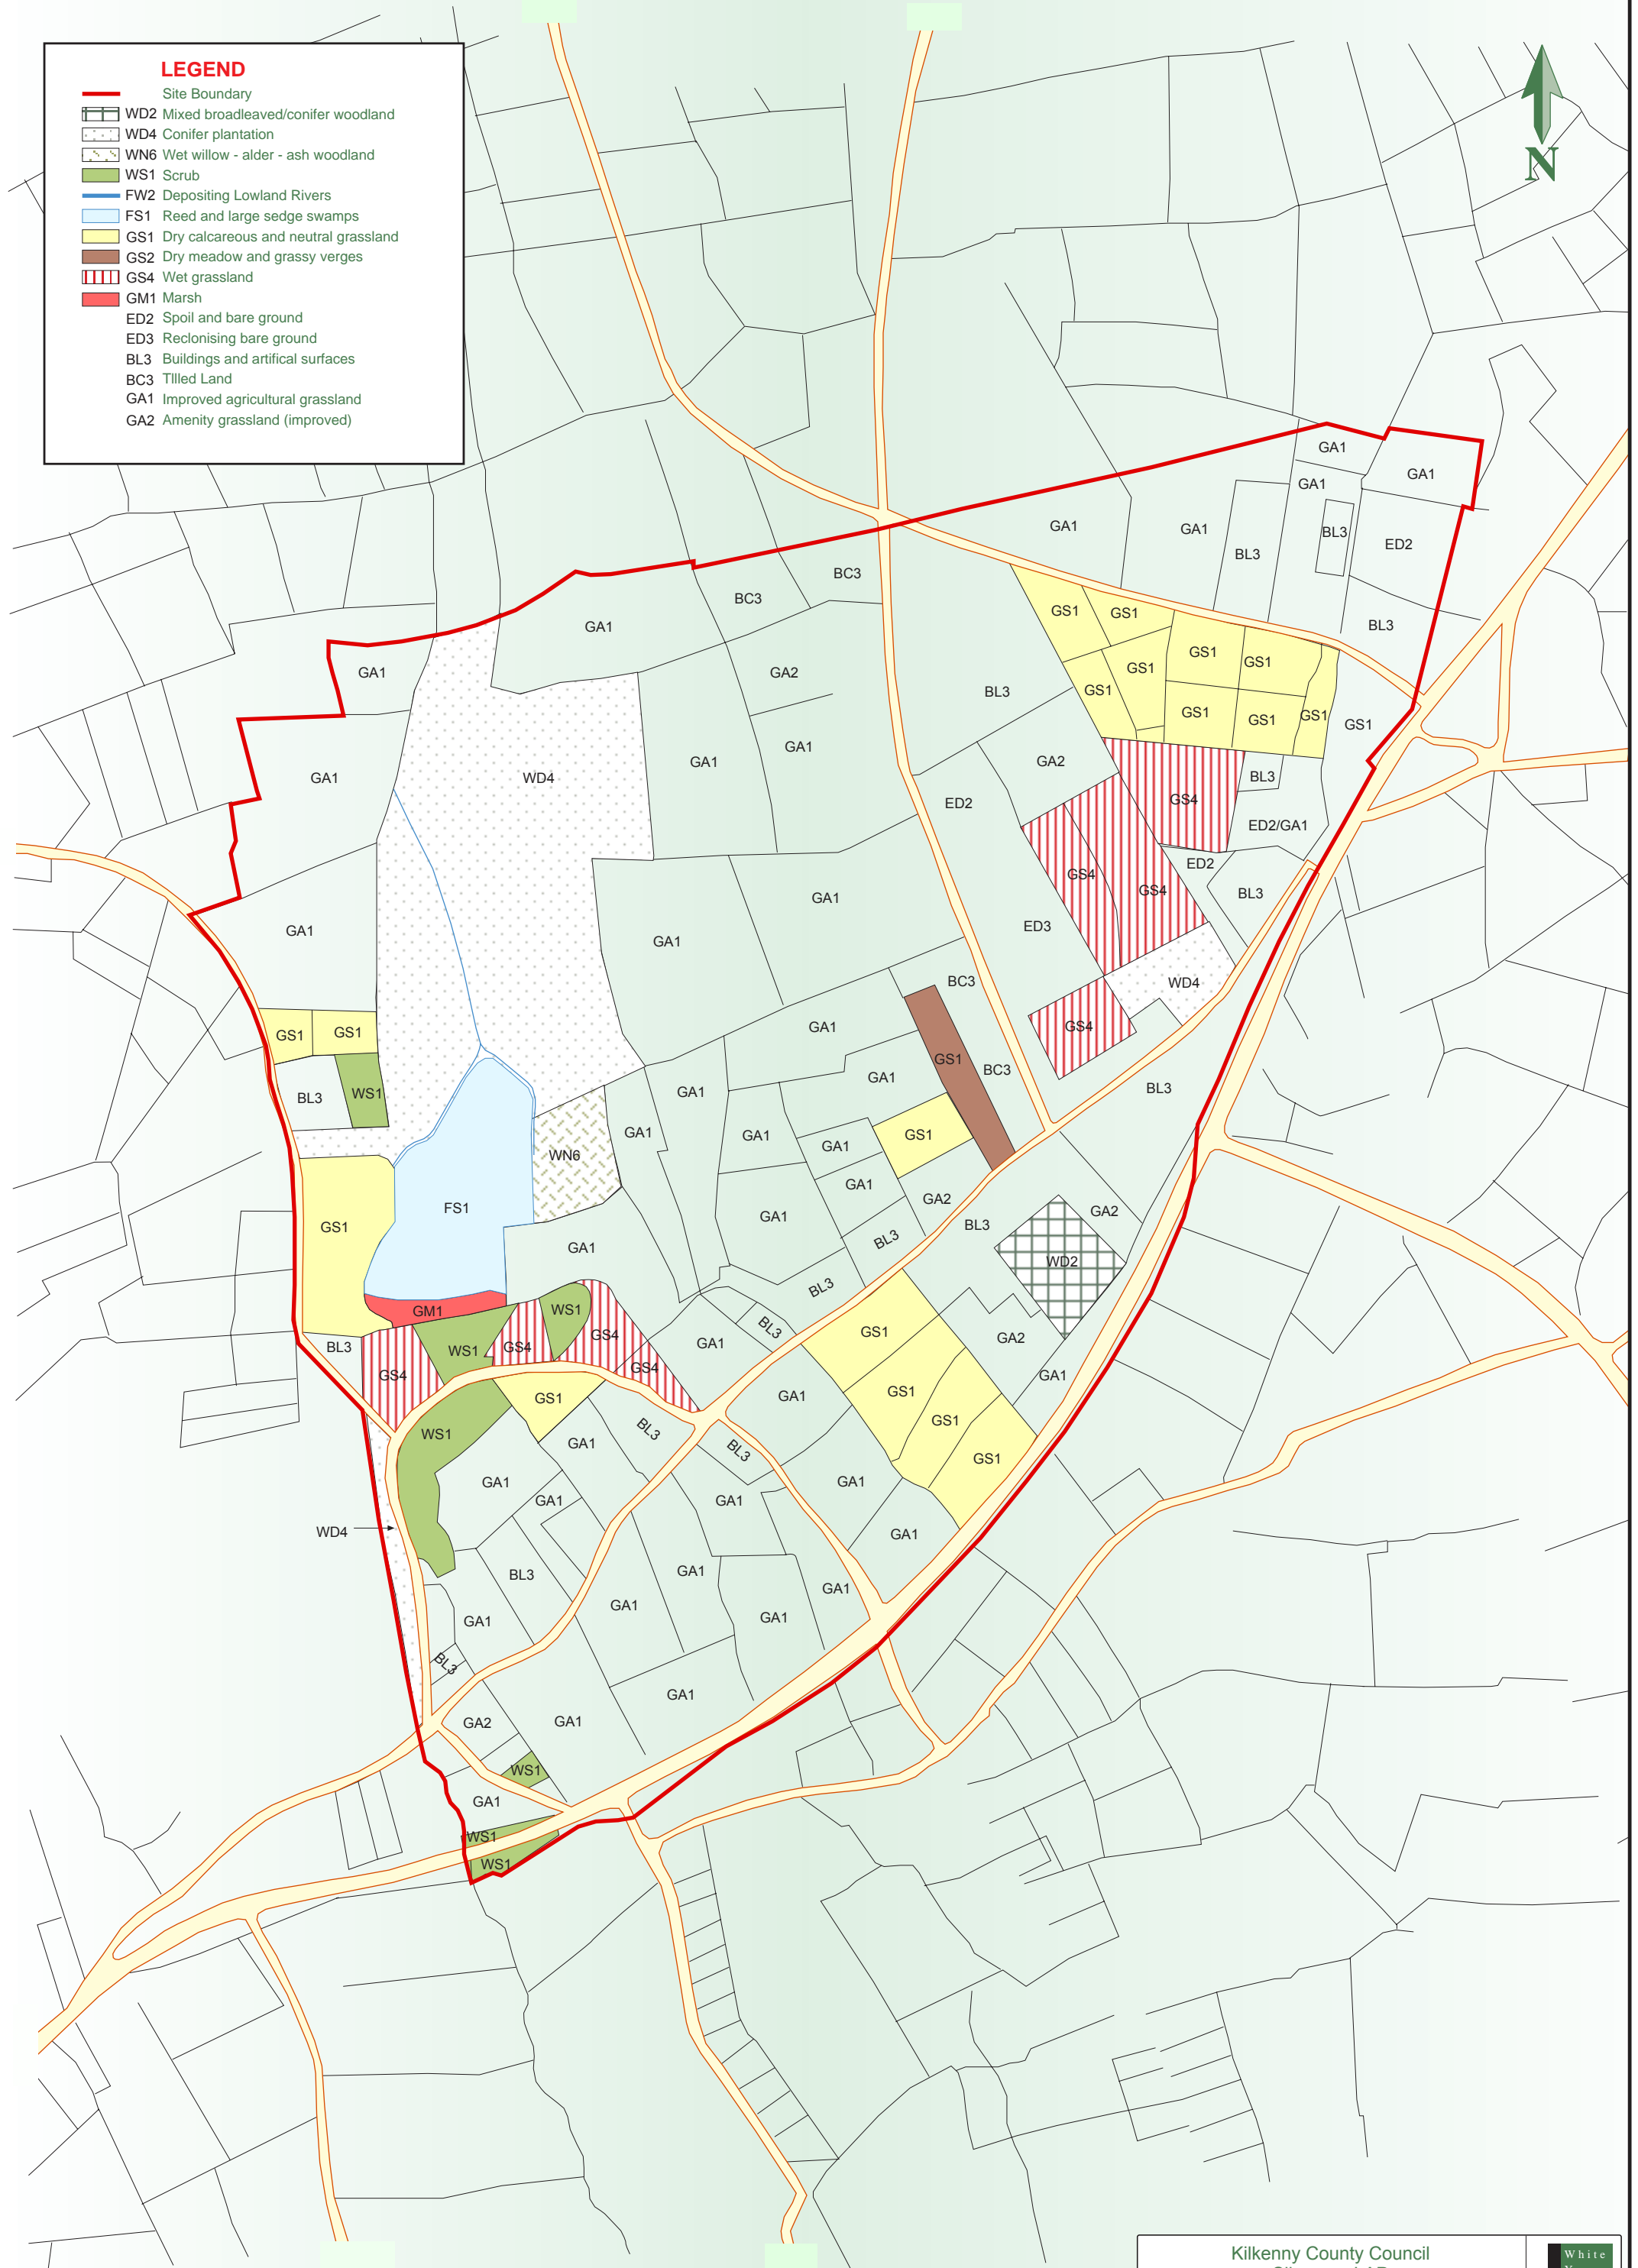 LEGEND
Site Boundary
WD2 Mixed broadleaved/conifer woodland
WD4 Conifer plantation
WN6 Wet willow - alder - ash woodland
WS1 Scrub
FW2 Depositing Lowland Rivers
FS1 Reed and large sedge swamps
GS1 Dry calcareous and neutral grassland
GS2 Dry meadow and grassy verges
GS4 Wet grassland
GM1 Marsh
ED2 Spoil and bare ground
ED3 Reclonising bare ground
BL3 Buildings and artifical surfaces
BC3 TIlled Land
GA1 Improved agricultural grassland
GA2 Amenity grassland (improved)
N
GA1
GA1
GA1
GA1
GA1
BL3
ED2
BL3
BC3
BC3
GA1
GS1
GS1
BL3
GA1
GA2
GS1
GS1
GS1
GS1
BL3
GS1
GS1
GS1
GS1
GS1
GA1
WD4
GA1
GA1
GA2
BL3
GS4
ED2
ED2/GA1
ED2
GS4
GS4
BL3
GA1
GA1
GA1
ED3
WD4
BC3
GS1
GS1
GA1
GS4
GS1
BC3
GA1
BL3
BL3
WS1
GA1
GA1
GA1
GS1
GA1
WN6
GA1
GA2
FS1
GA1
GA2
BL3
GS1
GA1
BL3
WD2
BL3
GM1
WS1
BL3
GS1
GS4
GA1
GA2
BL3
WS1
GS4
GS4
GS4
GA1
GA1
GS1
GS1
GS1
WS1
BL3
GA1
BL3
GS1
GA1
GA1
GA1
GA1
WD4
GA1
BL3
GA1
GA1
GA1
GA1
GA1
BL3
GA1
GA2
GA1
WS1
GA1
WS1
WS1
Kilkenny County Council
White